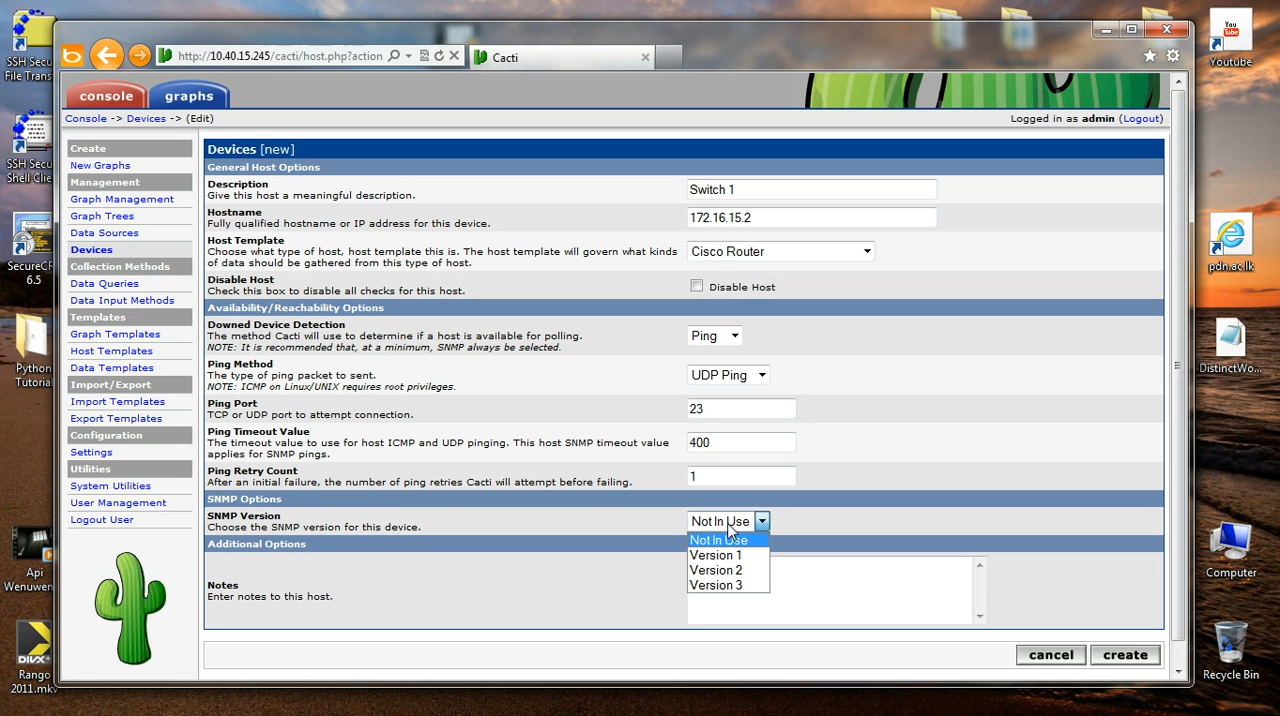 SSH Secu
File Trans
SSH Secu
Shell Clie
SecureCR
6.5
Python
Tutorial
Api
Wenuwen
Rango
2011.mkv
http://10.40.15.245/cacti/host.php?action
Cacti
console
graphs
Console -> Devices -> (Edit)
Logged in as admin (Logout)
Create
New Graphs
Management
Graph Management
Graph Trees
Data Sources
Devices
Collection Methods
Data Queries
Data Input Methods
Templates
Graph Templates
Host Templates
Data Templates
Import/Export
Import Templates
Export Templates
Configuration
Settings
Utilities
System Utilities
User Management
Logout User
Devices [new]
General Host Options
Description
Give this host a meaningful description.
Switch 1
Hostname
Fully qualified hostname or IP address for this device.
172.16.15.2
Host Template
Choose what type of host, host template this is. The host template will govern what kinds
of data should be gathered from this type of host.
Cisco Router
Disable Host
Check this box to disable all checks for this host.
Disable Host
Availability/Reachability Options
Downed Device Detection
The method Cacti will use to determine if a host is available for polling.
NOTE: It is recommended that, at a minimum, SNMP always be selected.
Ping
Ping Method
The type of ping packet to sent.
NOTE: ICMP on Linux/UNIX requires root privileges.
UDP Ping
Ping Port
TCP or UDP port to attempt connection.
23
Ping Timeout Value
The timeout value to use for host ICMP and UDP pinging. This host SNMP timeout value
applies for SNMP pings.
400
Ping Retry Count
After an initial failure, the number of ping retries Cacti will attempt before failing.
1
SNMP Options
SNMP Version
Choose the SNMP version for this device.
Not In Use
Not In Use
Version 1
Version 2
Version 3
Additional Options
Notes
Enter notes to this host.
cancel
create
You
Tube
Youtube
pdn.ac.lk
DistinctWo...
Computer
Recycle Bin